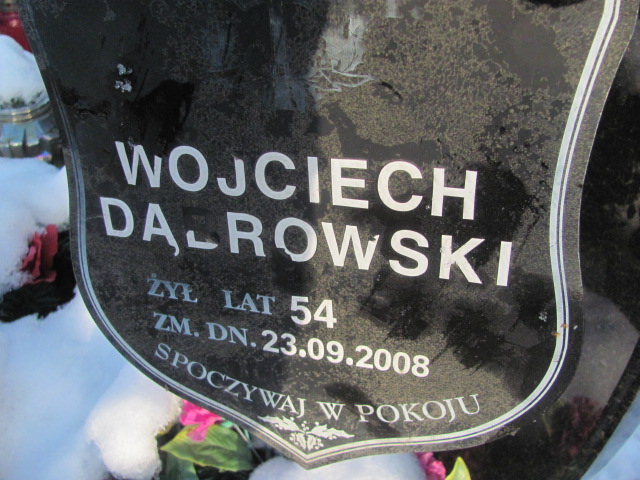 WOJCIECH
DĄBROWSKI
ŻYŁ LAT 54
ZM. DN. 23.09.2008
SPOCZYWAJ W POKOJU